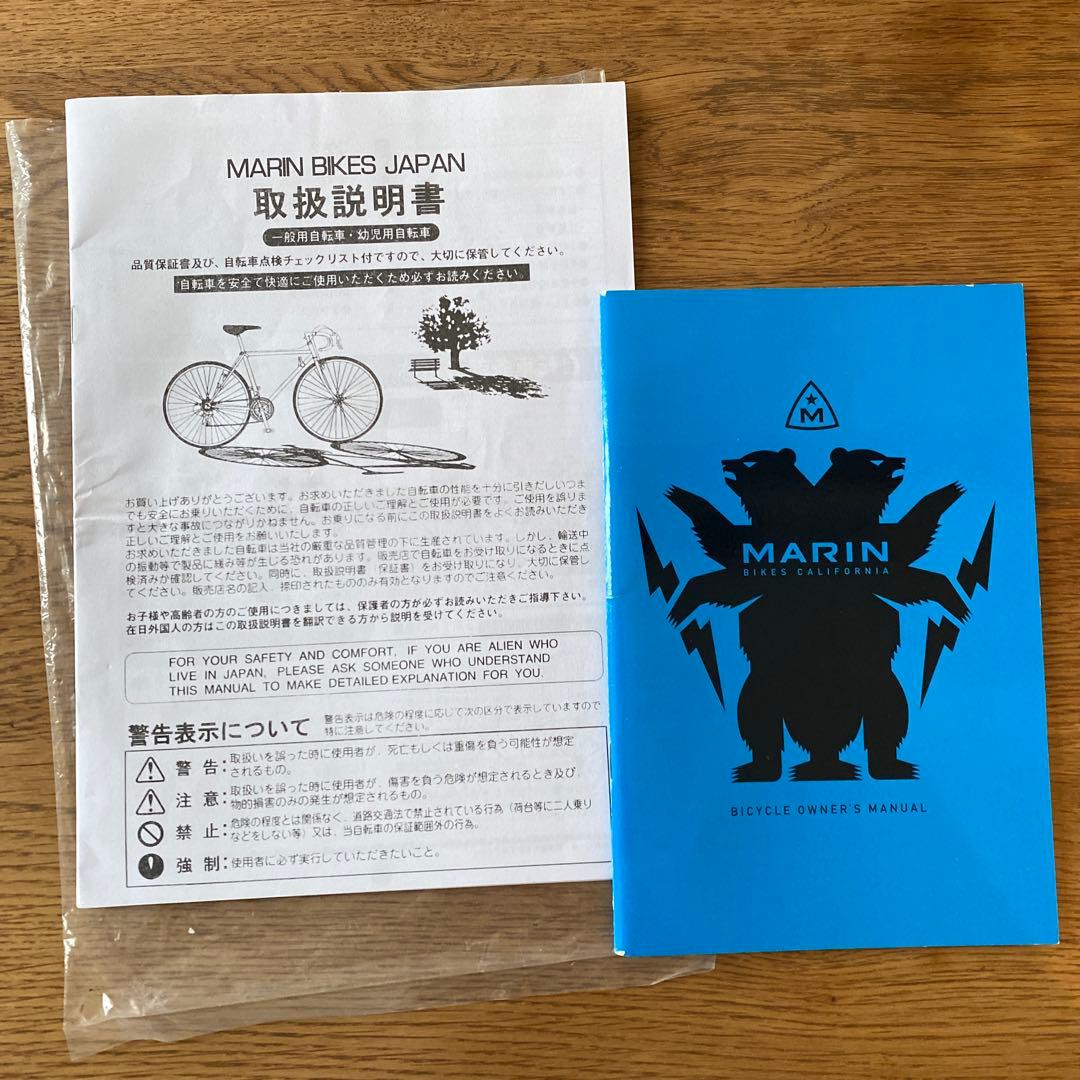 MARIN BIKES JAPAN
取扱説明書
一般用自転車・幼児用自転車
品質保証書及び、自転車点検チェックリスト付ですので、大切に保管してください。
自転車を安全で快適にご使用いただくため必ずお読みください。
お買い上げありがとうございます。お求めいただきました自転車の性能を十分に引きだしいつま
でも安全にお乗りいただくために、自転車の正しいご理解とご使用が必要です。ご使用を誤りま
すと大きな事故につながりかねません。お乗りになる前にこの取扱説明書をよくお読みいただき
正しいご理解とご使用をお願いいたします。
お求めいただきました自転車は当社の厳重な品質管理の下に生産されています。しかし、輸送中
の振動等で製品に緩み等が生じる恐れがあります。販売店で自転車をお受け取りになるときに点
検済みか確認してください。同時に、取扱説明書（保証書）をお受け取りになり、大切に保管し
てください。販売店名の記入、捺印されたもののみ有効となりますのでご注意ください。
お子様や高齢者の方のご使用につきましては、保護者の方が必ずお読みいただきご指導下さい。
在日外国人の方はこの取扱説明書を翻訳できる方から説明を受けてください。
FOR YOUR SAFETY AND COMFORT, IF YOU ARE ALIEN WHO
LIVE IN JAPAN, PLEASE ASK SOMEONE WHO UNDERSTAND
THIS MANUAL TO MAKE DETAILED EXPLANATION FOR YOU.
警告表示について
警告表示は危険の程度に応じて次の区分で表示していますので
特に注意してください。
警告:取扱いを誤った時に使用者が、死亡もしくは重傷を負う可能性が想定
されるもの。
注意:取扱いを誤った時に使用者が、傷害を負う危険が想定されるとき及び、
物的損害のみの発生が想定されるもの。
禁止:危険の程度とは関係なく、道路交通法で禁止されている行為（荷台等に二人乗り
などをしない等）又は、当自転車の保証範囲外の行為。
強制:使用者に必ず実行していただきたいこと。
M
MARIN
BIKES CALIFORNIA
BICYCLE OWNER'S MANUAL